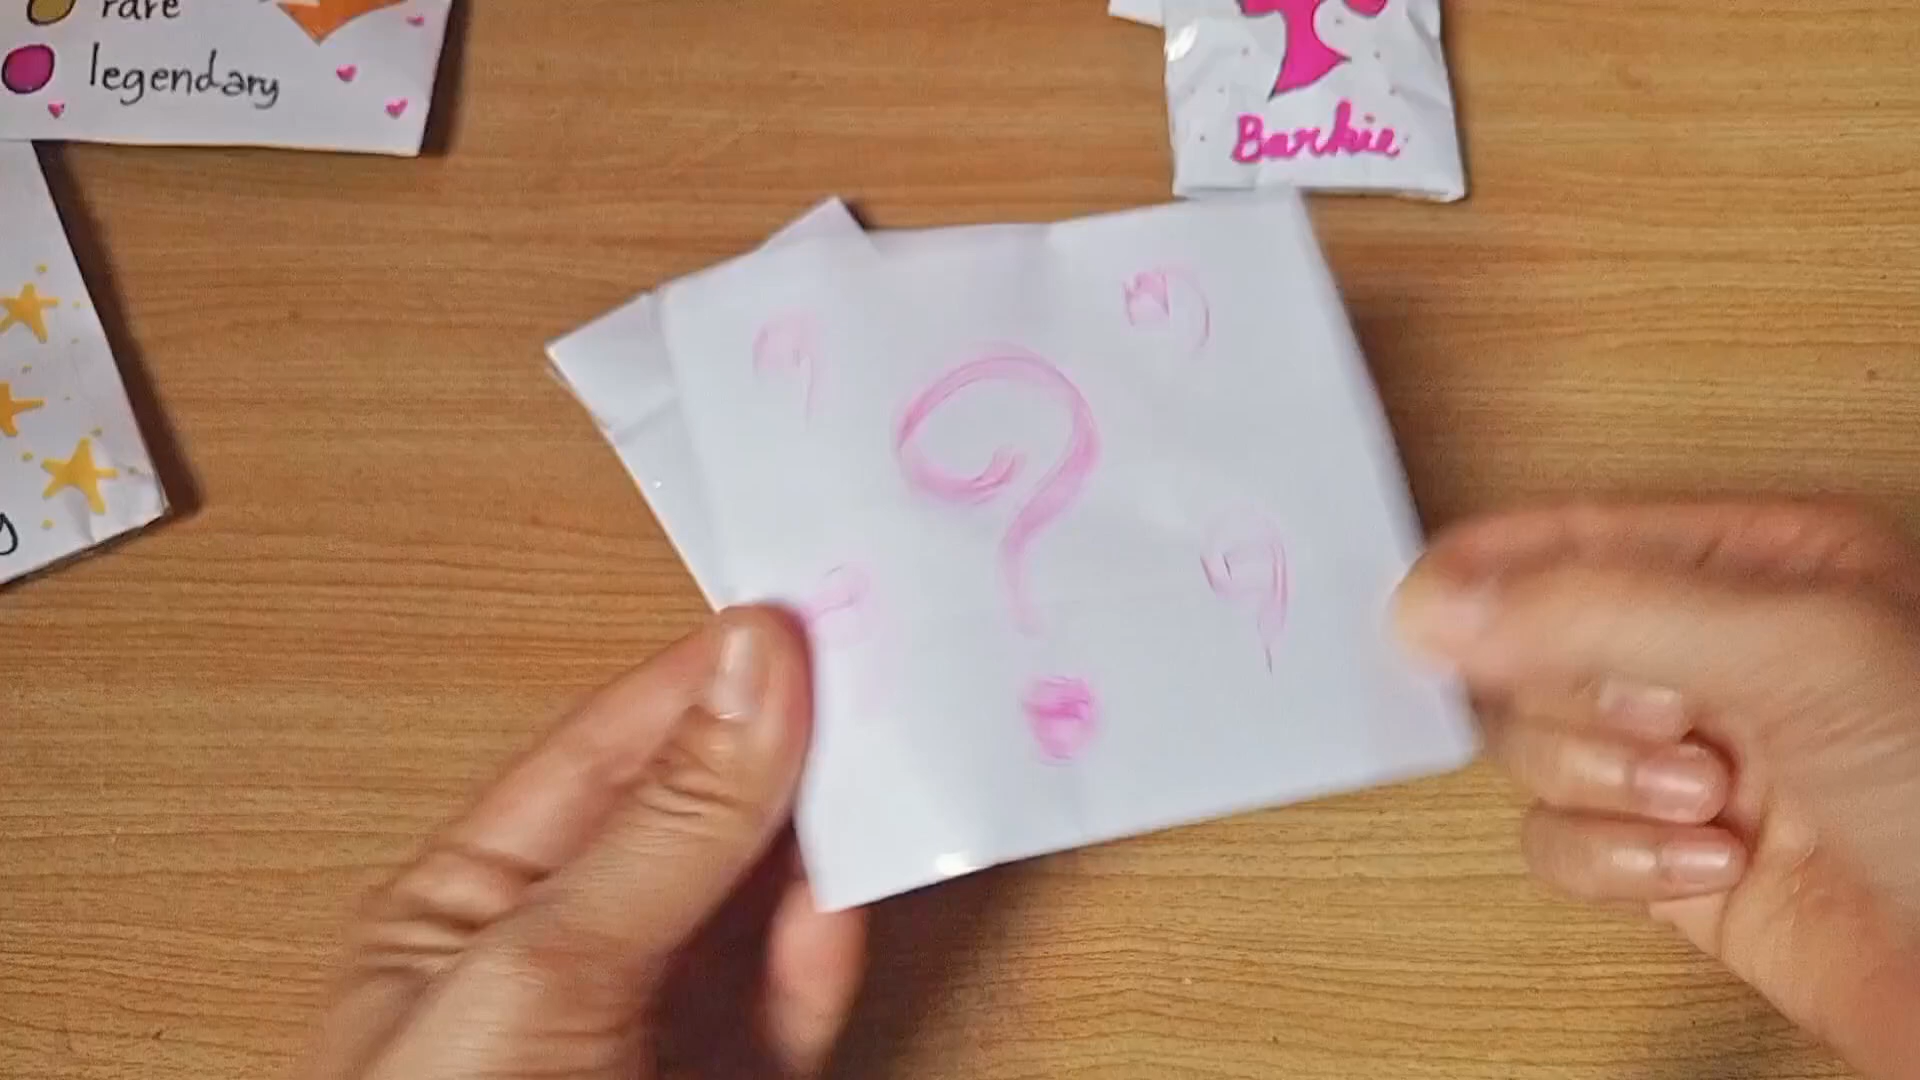 rare
legendary
Barbie
?
? ? ? ?
y